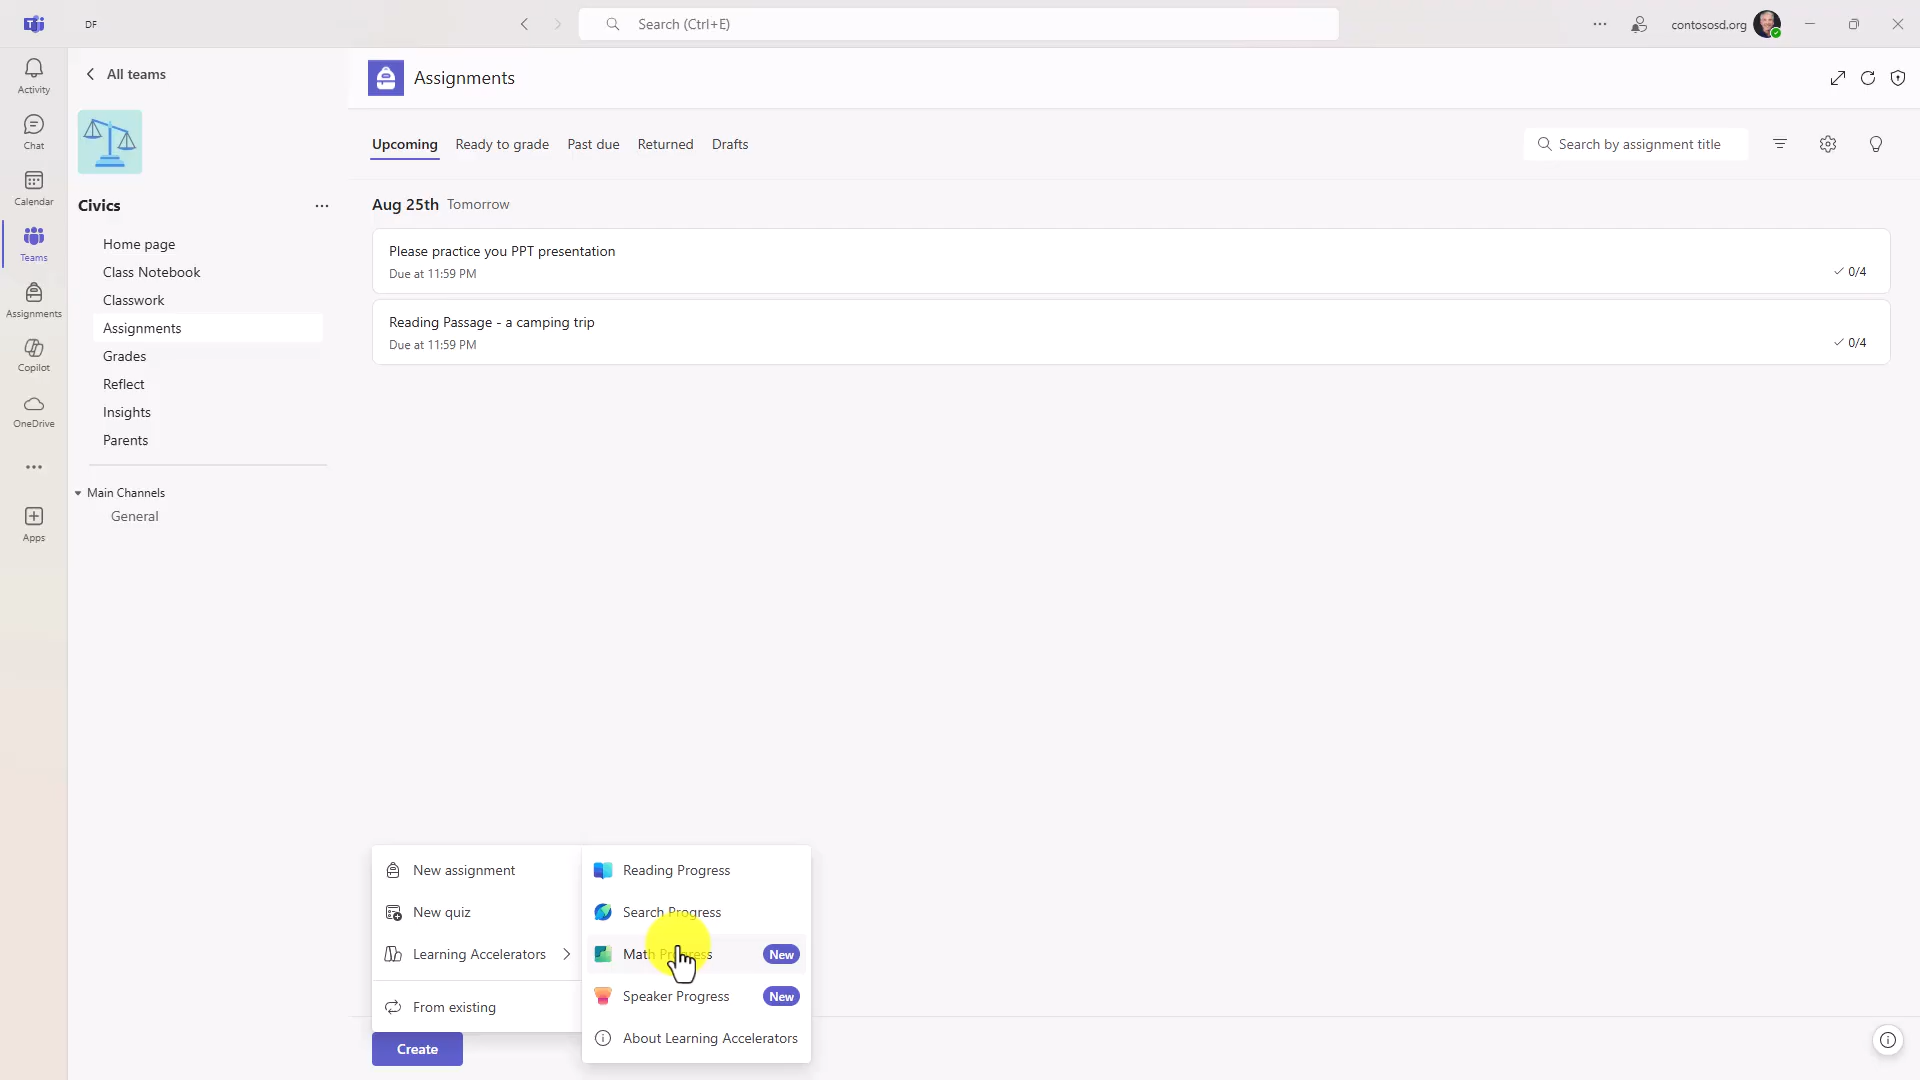 DF
Search (Ctrl+E)
contososd.org
Activity
Chat
Calendar
Teams
Assignments
Copilot
OneDrive
Apps
All teams
Civics
Home page
Class Notebook
Classwork
Assignments
Grades
Reflect
Insights
Parents
Main Channels
General
Assignments
Upcoming Ready to grade Past due Returned Drafts
Search by assignment title
Aug 25th Tomorrow
Please practice you PPT presentation
Due at 11:59 PM
0/4
Reading Passage - a camping trip
Due at 11:59 PM
0/4
New assignment
New quiz
Learning Accelerators
From existing
Create
Reading Progress
Search Progress
Math Progress New
Speaker Progress New
About Learning Accelerators